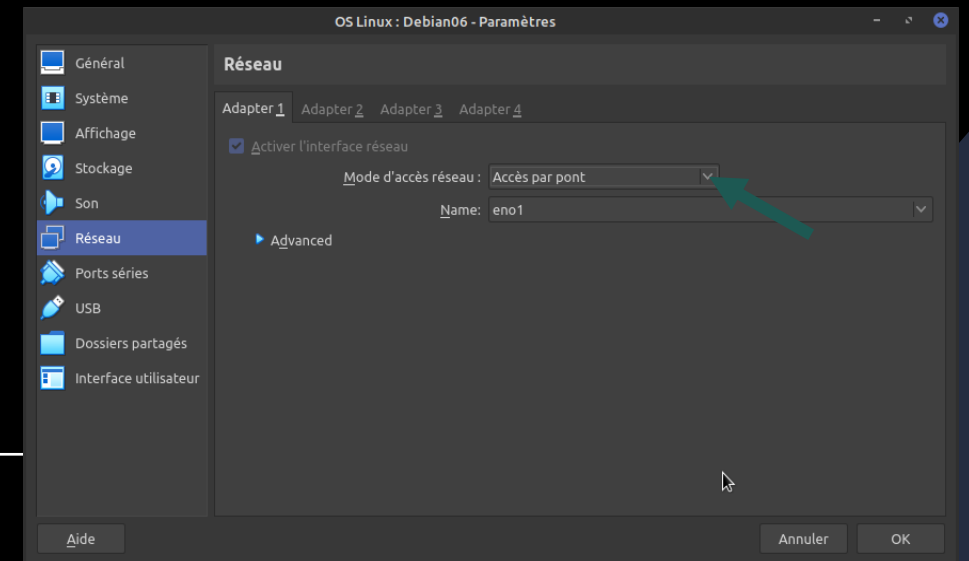 OS Linux : Debian06 - Paramètres
Général
Système
Affichage
Stockage
Son
Réseau
Ports séries
USB
Dossiers partagés
Interface utilisateur
Réseau
Adapter 1 Adapter 2 Adapter 3 Adapter 4
Activer l'interface réseau
Mode d'accès réseau : Accès par pont
Name: eno1
Advanced
Aide
Annuler
OK